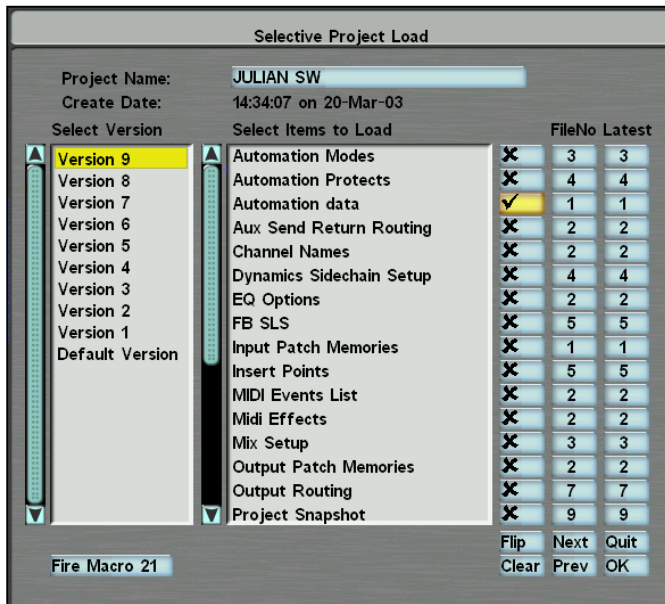 Selective Project Load
Project Name: JULIAN SW
Create Date: 14:34:07 on 20-Mar-03
Select Version Select Items to Load FileNo Latest
Version 9 Automation Modes 3 3
Version 8 Automation Protects 4 4
Version 7 Automation data 1 1
Version 6 Aux Send Return Routing 2 2
Version 5 Channel Names 2 2
Version 4 Dynamics Sidechain Setup 4 4
Version 3 EQ Options 2 2
Version 2 FB SLS 5 5
Version 1 Input Patch Memories 1 1
Default Version Insert Points 5 5
MIDI Events List 2 2
Midi Effects 2 2
Mix Setup 3 3
Output Patch Memories 2 2
Output Routing 7 7
Project Snapshot 9 9
Flip Next Quit
Fire Macro 21 Clear Prev OK